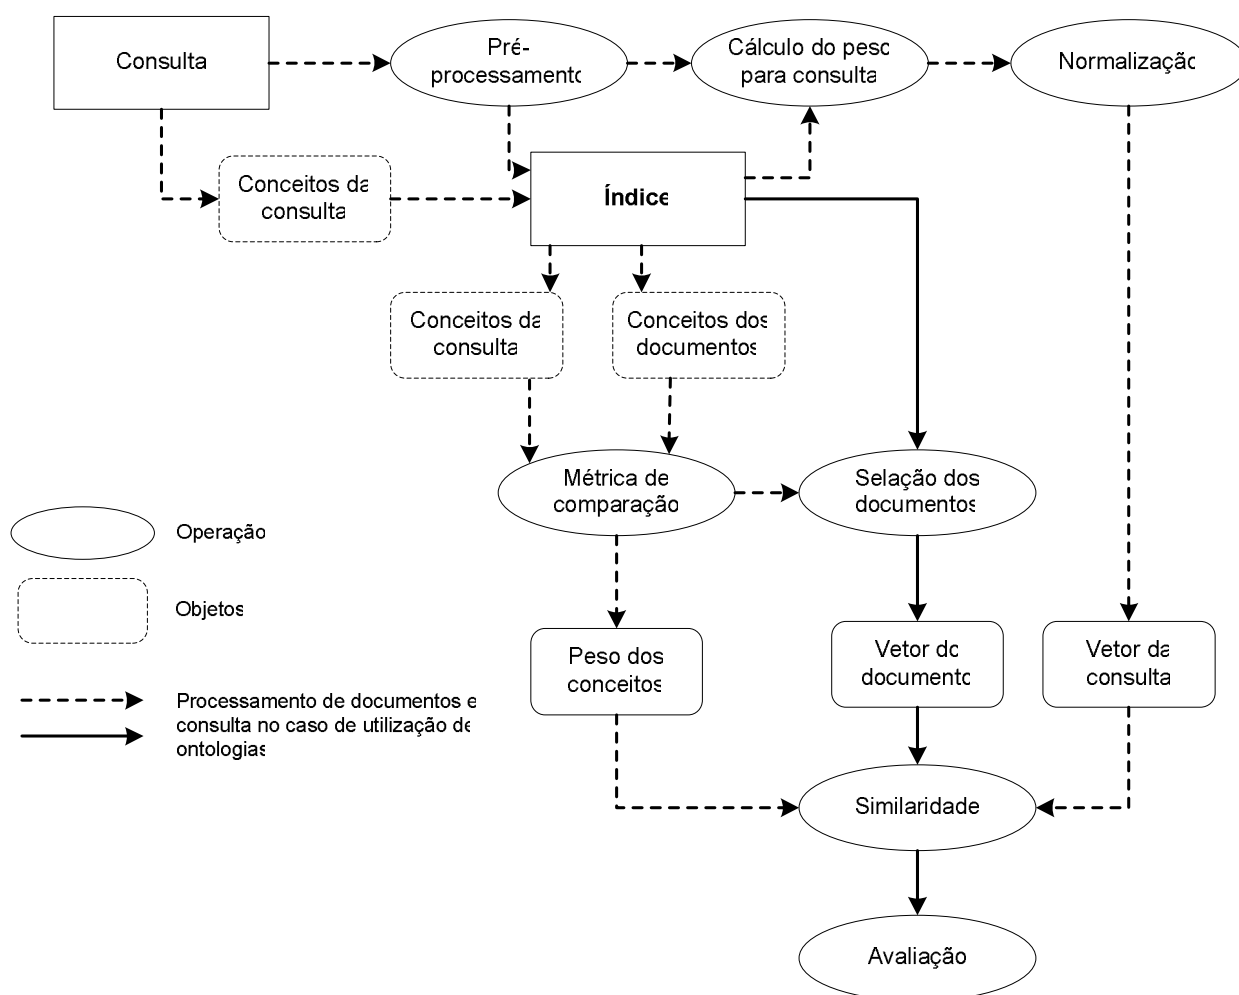 Consulta
Pré-
processamento
Cálculo do peso
para consulta
Normalização
Conceitos da
consulta
Índice
Conceitos da
consulta
Conceitos dos
documentos
Métrica de
comparação
Selação dos
documentos
Operação
Objetos
Peso dos
conceitos
Vetor do
documento
Vetor da
consulta
Processamento de documentos e
consulta no caso de utilização de
ontologias
Similaridade
Avaliação